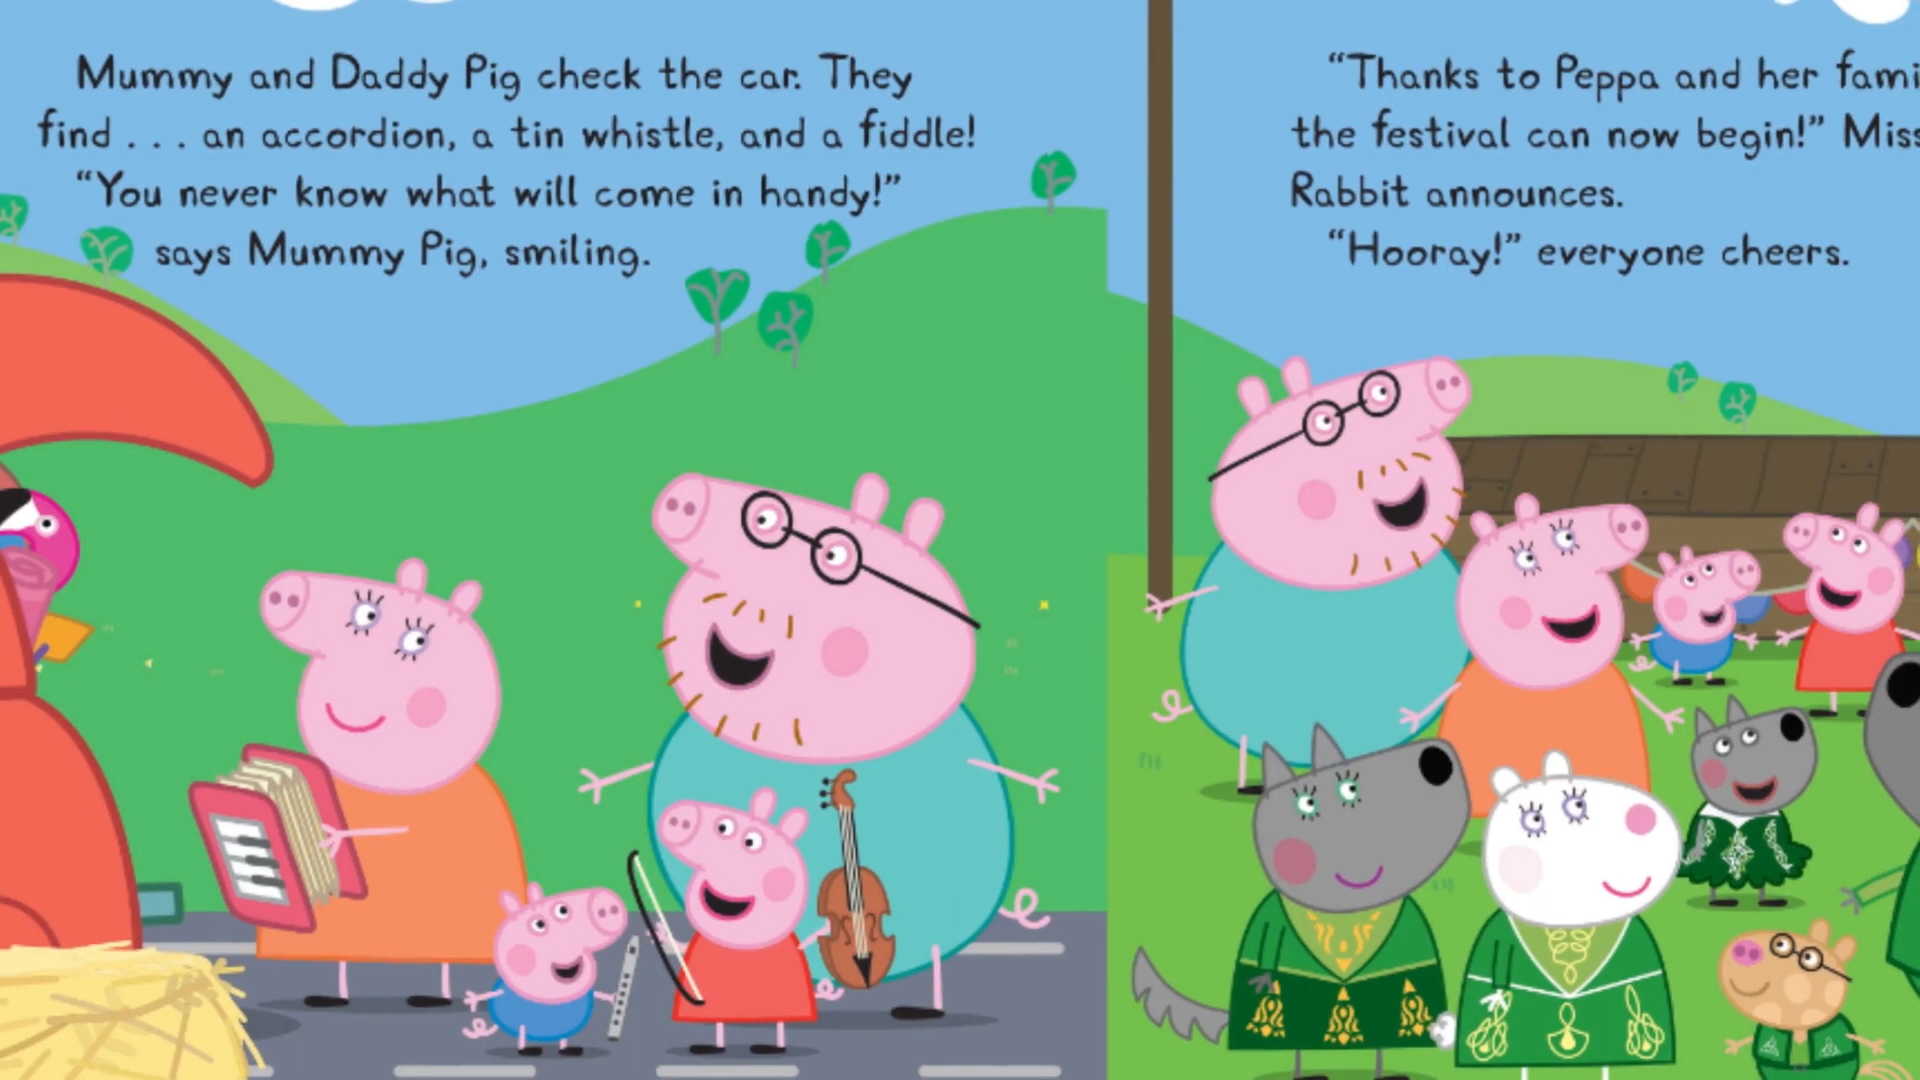 Mummy and Daddy Pig check the car. They
find . . . an accordion, a tin whistle, and a fiddle!
“You never know what will come in handy!”
says Mummy Pig, smiling.
“Thanks to Peppa and her fami
the festival can now begin!” Miss
Rabbit announces.
“Hooray!” everyone cheers.